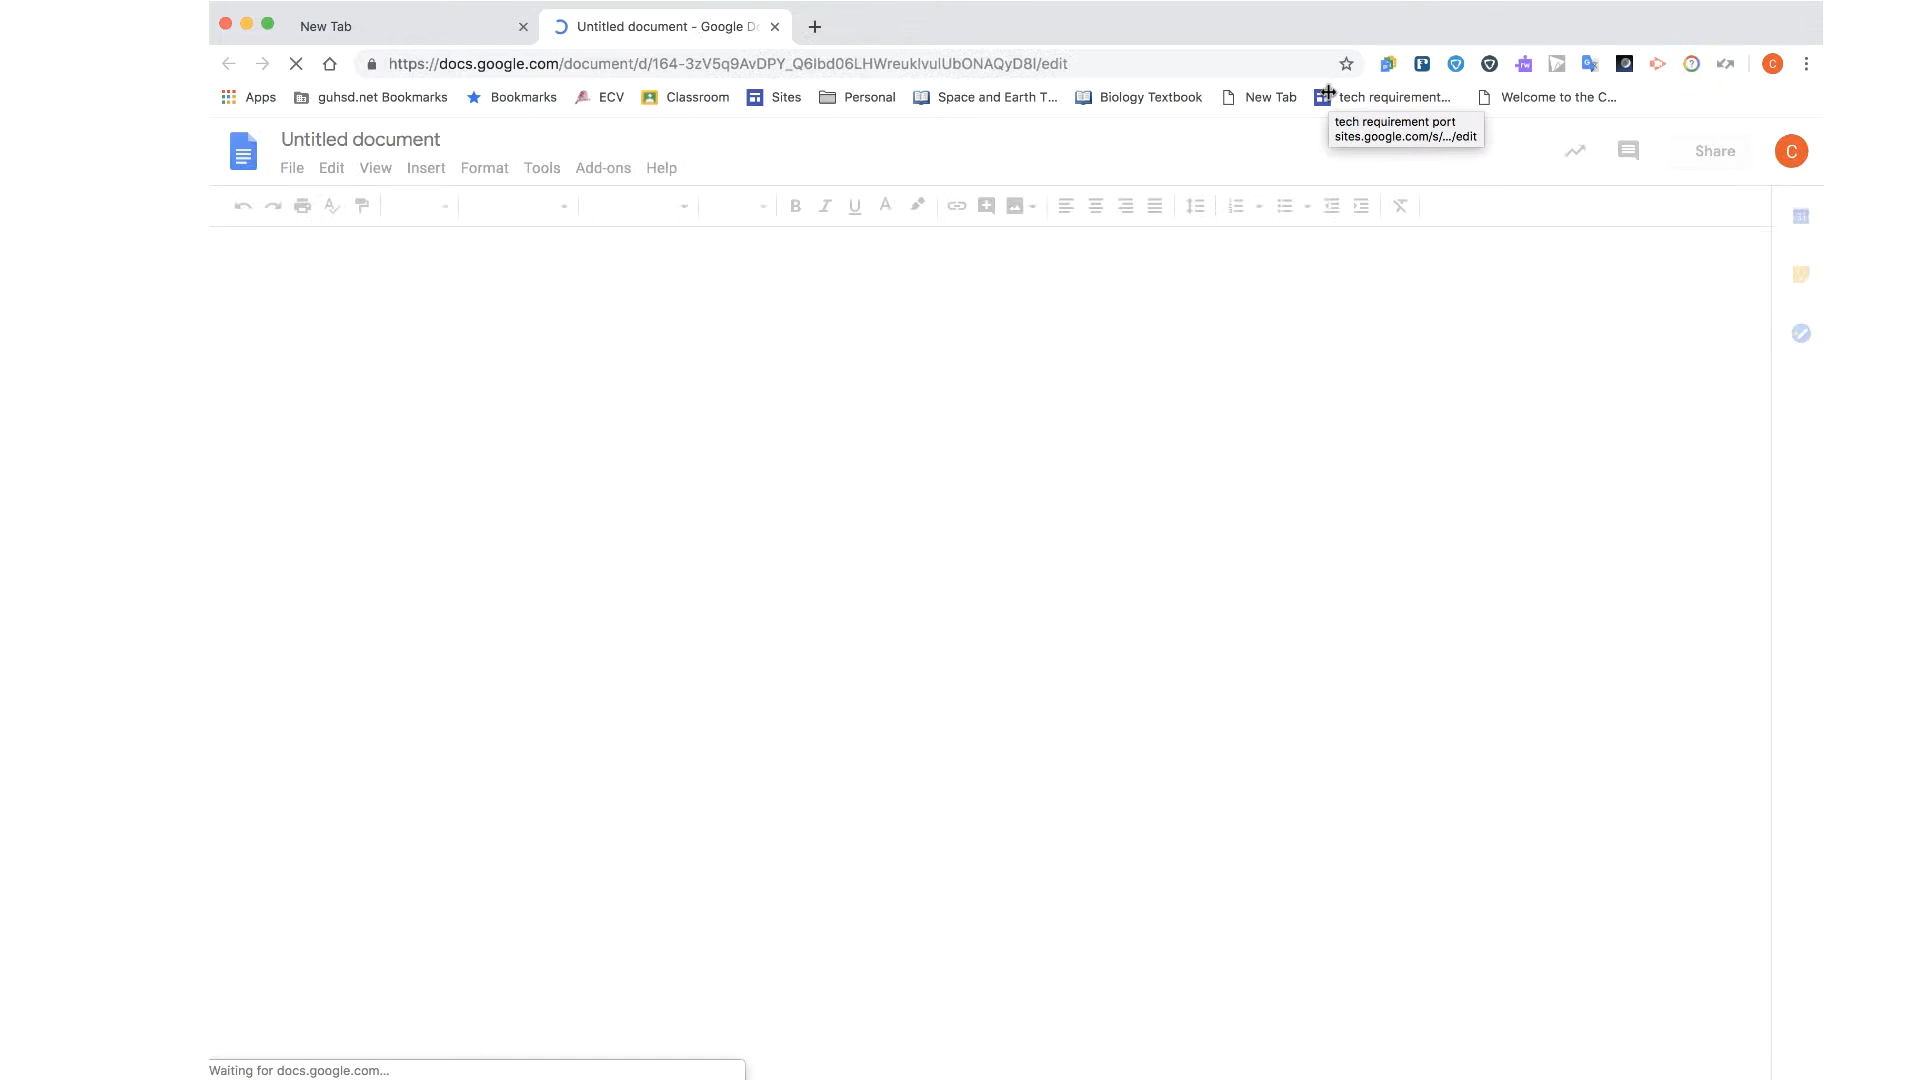 New Tab
Untitled document - Google Do
https://docs.google.com/document/d/164-3zV5q9AvDPY_Q6Ibd06LHWreukIvulUbONAQyD8I/edit
C
Apps guhsd.net Bookmarks Bookmarks ECV Classroom Sites Personal Space and Earth T... Biology Textbook New Tab tech requirement... Welcome to the C...
tech requirement port
sites.google.com/s/.../edit
Untitled document
Share
C
File Edit View Insert Format Tools Add-ons Help
Waiting for docs.google.com...